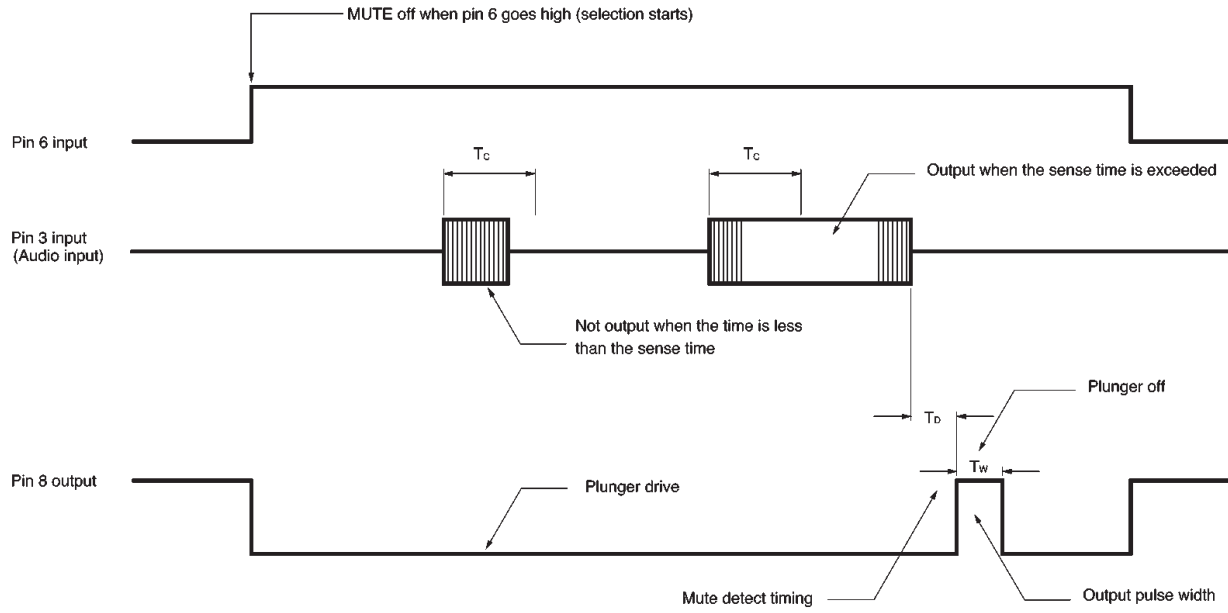 MUTE off when pin 6 goes high (selection starts)
Pin 6 input
Tc
Tc
Output when the sense time is exceeded
Pin 3 input
(Audio input)
Not output when the time is less
than the sense time
Plunger off
TD
TW
Pin 8 output
Plunger drive
Mute detect timing
Output pulse width